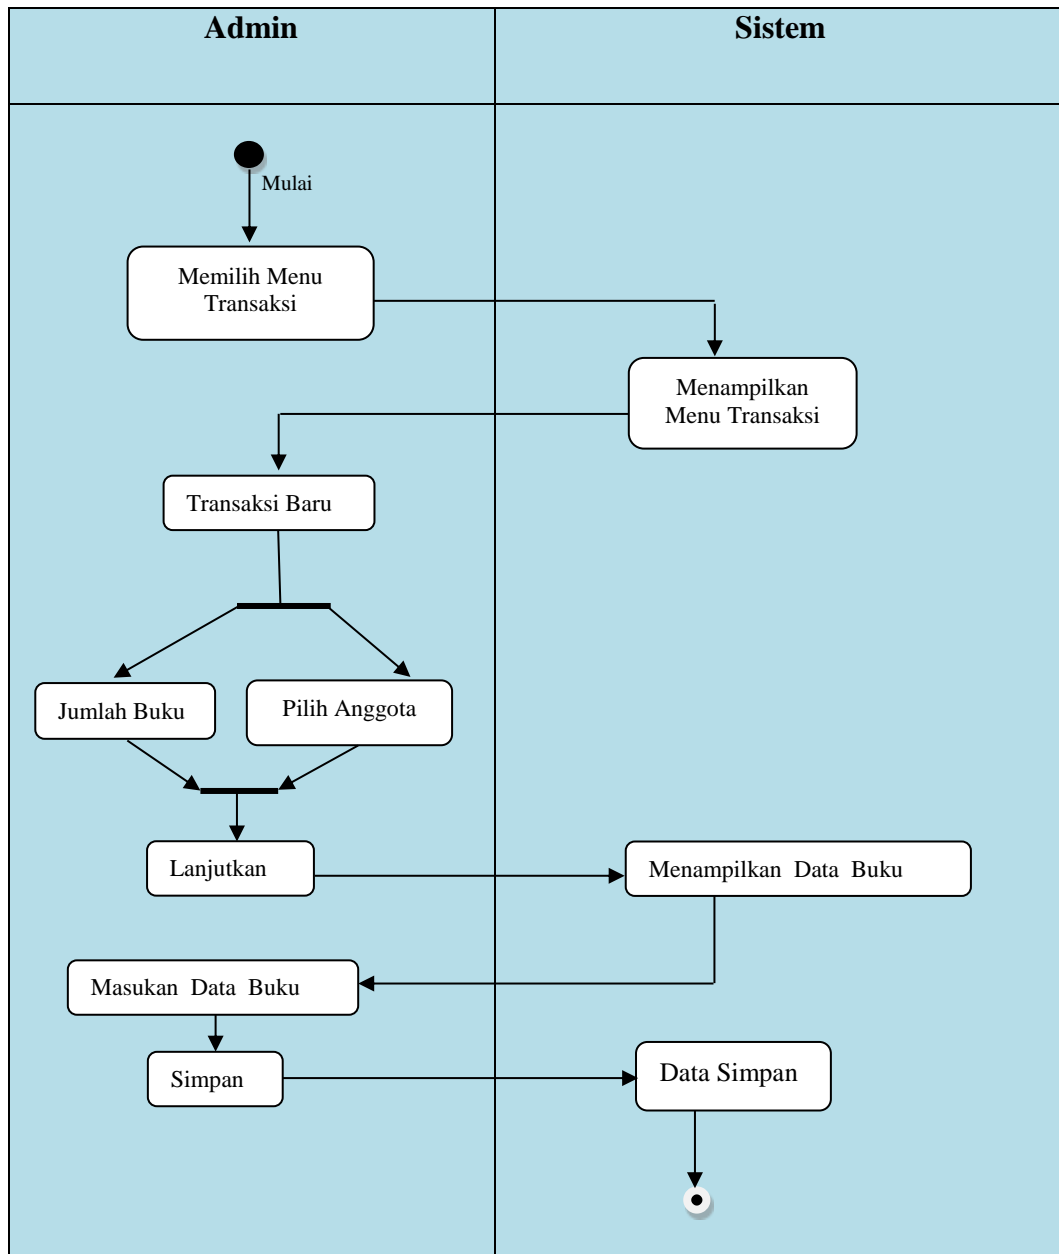 Admin
Sistem
Mulai
Memilih Menu
Transaksi
Menampilkan
Menu Transaksi
Transaksi Baru
Jumlah Buku
Pilih Anggota
Lanjutkan
Menampilkan Data Buku
Masukan Data Buku
Simpan
Data Simpan